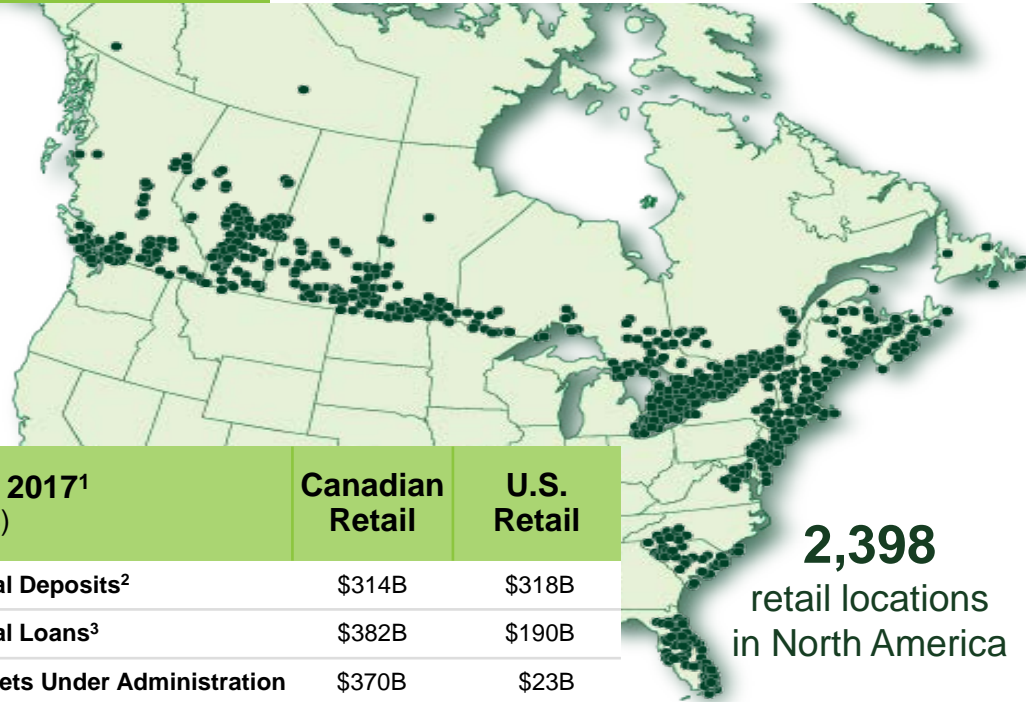 2017¹
)
Canadian
Retail
U.S.
Retail
al Deposits² $314B $318B
al Loans³ $382B $190B
ets Under Administration $370B $23B
2,398
retail locations
in North America